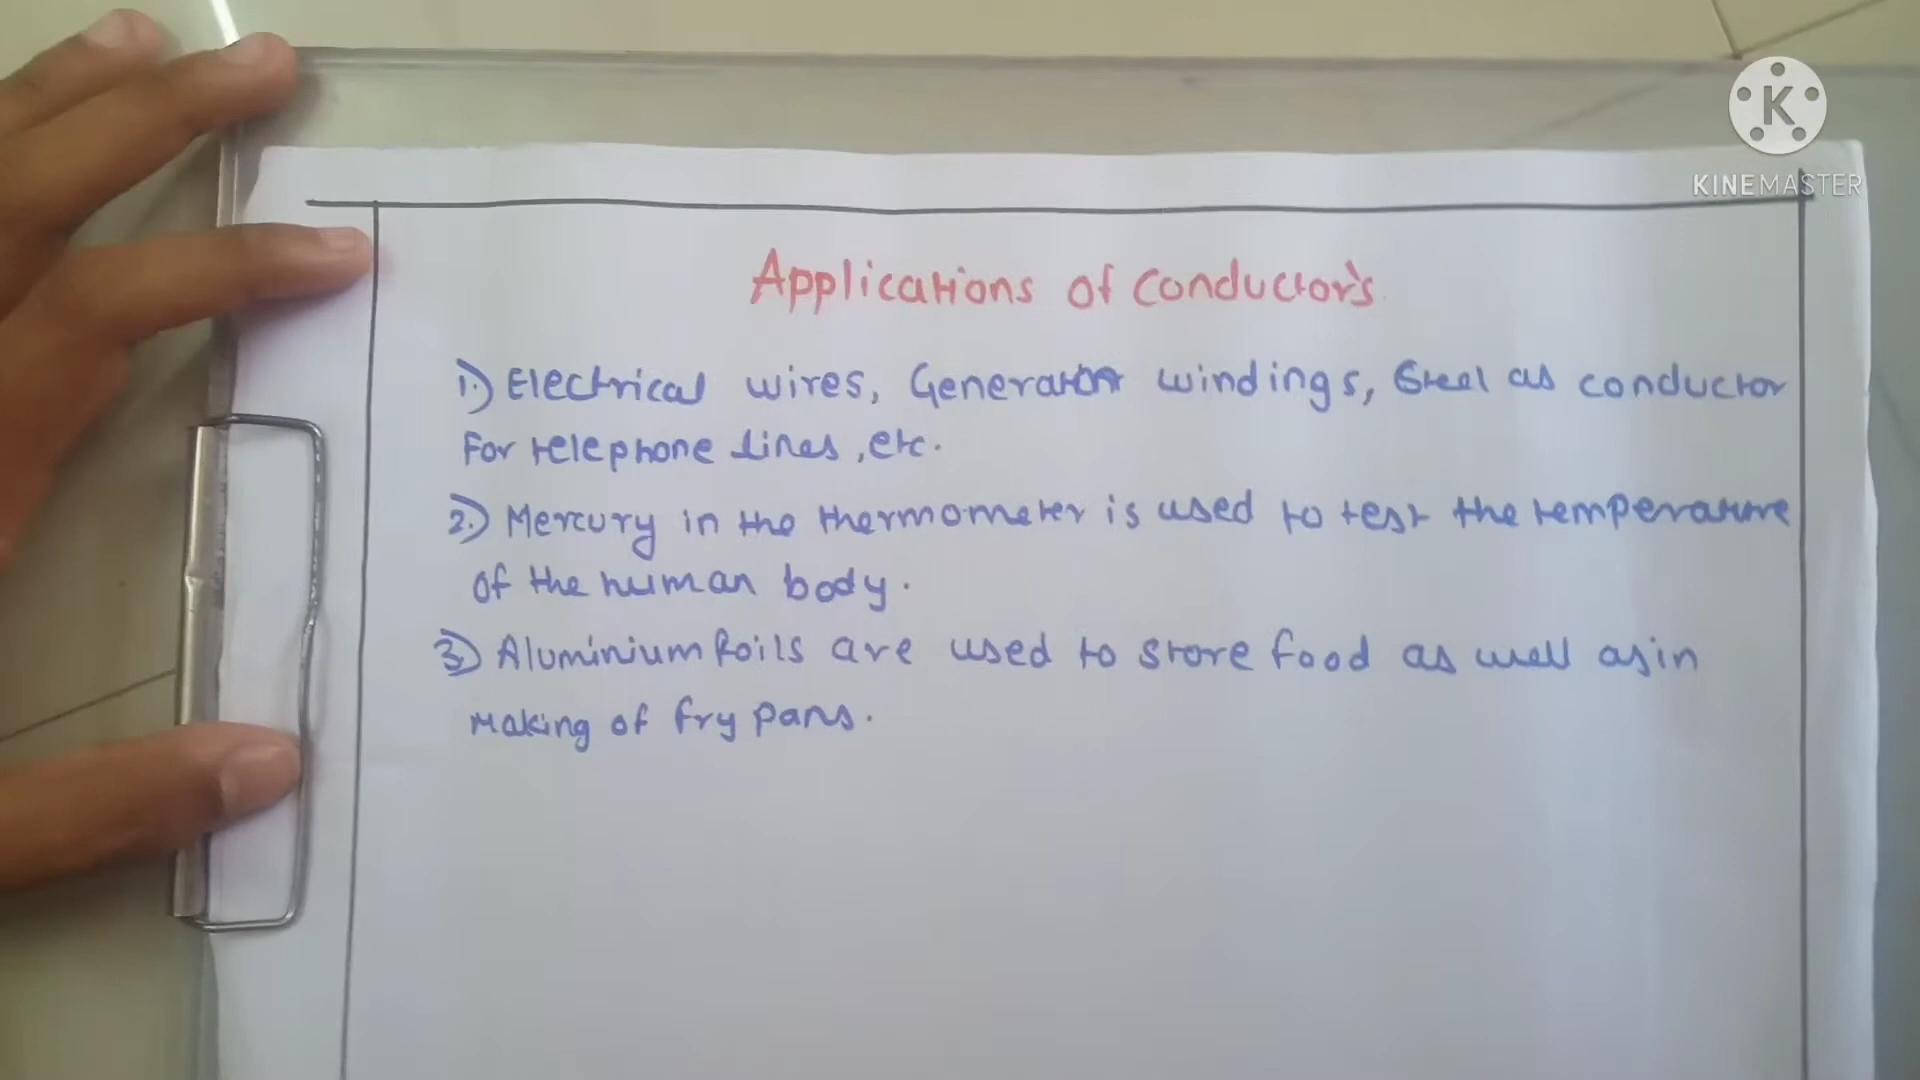 K
KINEMASTER
Applications of conductor's
1.) Electrical wires, Generator windings, Steel as conductor
For telephone lines, etc.
2.) Mercury in the thermometer is used to test the temperature
of the human body.
3) Aluminium foils are used to store food as well as in
Making of fry pans.